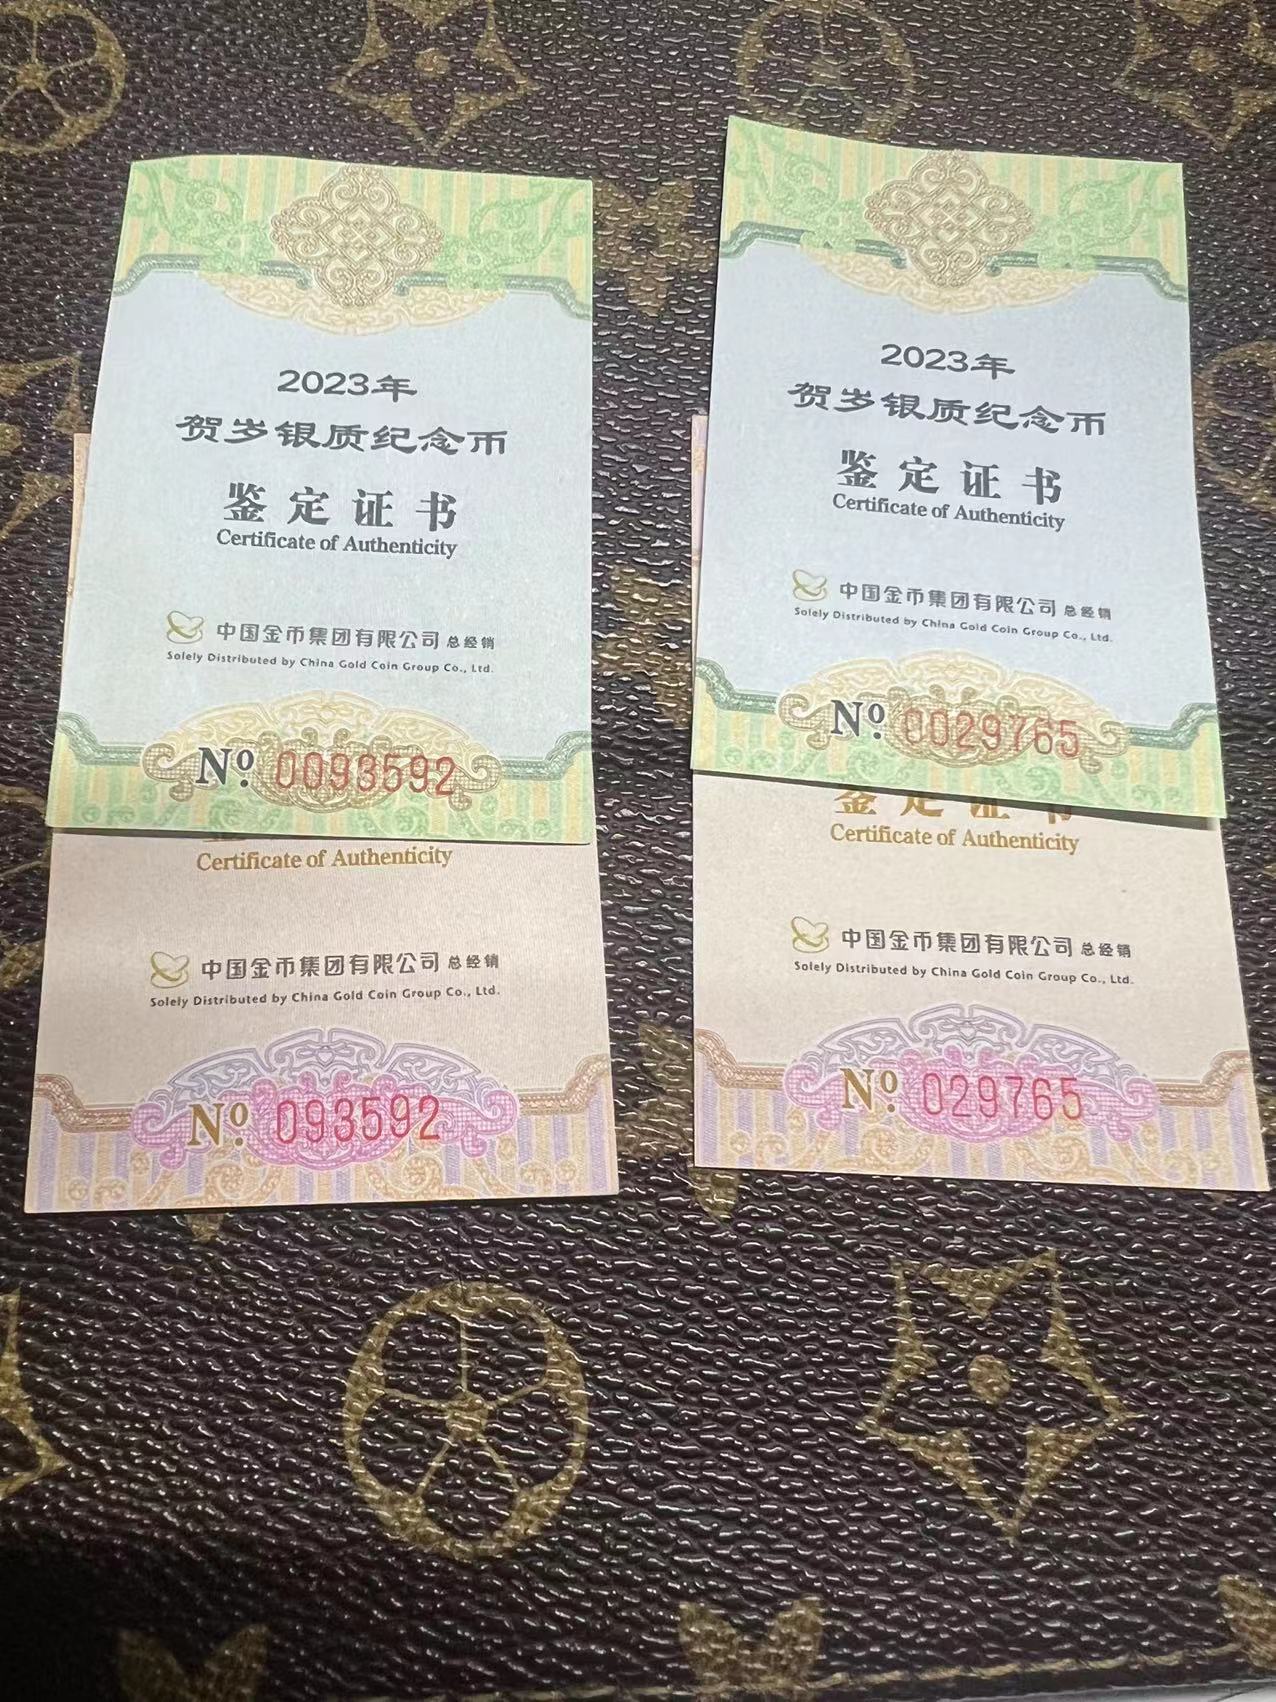 2023年
贺岁银质纪念币
鉴定证书
Certificate of Authenticity
中国金币集团有限公司 总经销
Solely Distributed by China Gold Coin Group Co., Ltd.
Nº 0093592
Certificate of Authenticity
中国金币集团有限公司 总经销
Solely Distributed by China Gold Coin Group Co., Ltd.
Nº 093592
2023年
贺岁银质纪念币
鉴定证书
Certificate of Authenticity
中国金币集团有限公司 总经销
Solely Distributed by China Gold Coin Group Co., Ltd.
Nº 0029765
鉴定证书
Certificate of Authenticity
中国金币集团有限公司 总经销
Solely Distributed by China Gold Coin Group Co., Ltd.
Nº 029765